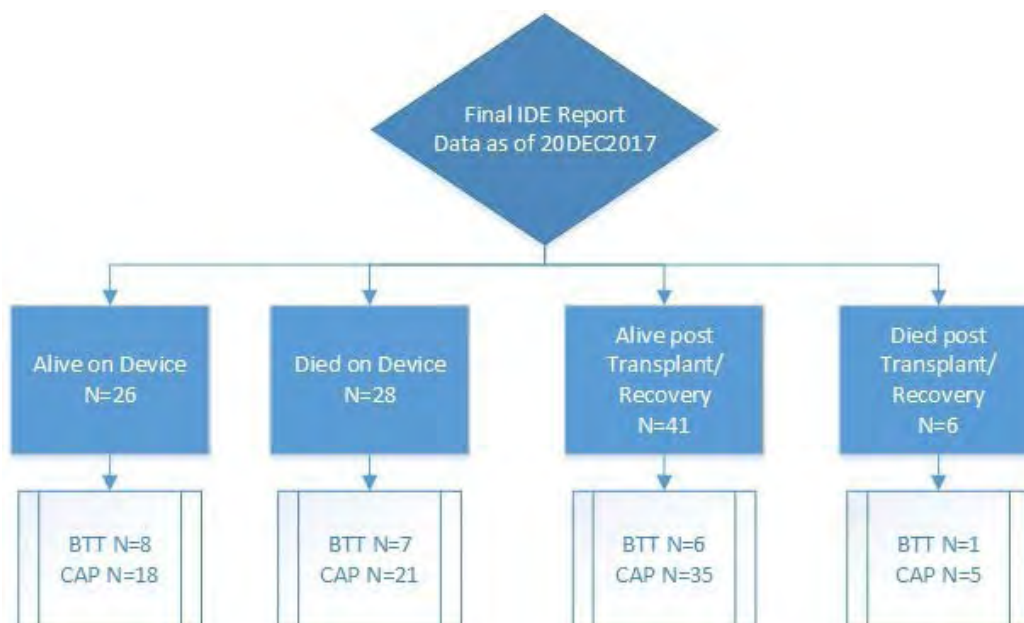 Final IDE Report
Data as of 20DEC2017
Alive on Device
N=26
Died on Device
N=28
Alive post
Transplant/
Recovery
N=41
Died post
Transplant/
Recovery
N=6
BTT N=8
CAP N=18
BTT N=7
CAP N=21
BTT N=6
CAP N=35
BTT N=1
CAP N=5